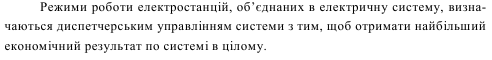 Режими роботи електростанцій, об’єднаних в електричну систему, визна-
чаються диспетчерським управлінням системи з тим, щоб отримати найбільший
економічний результат по системі в цілому.